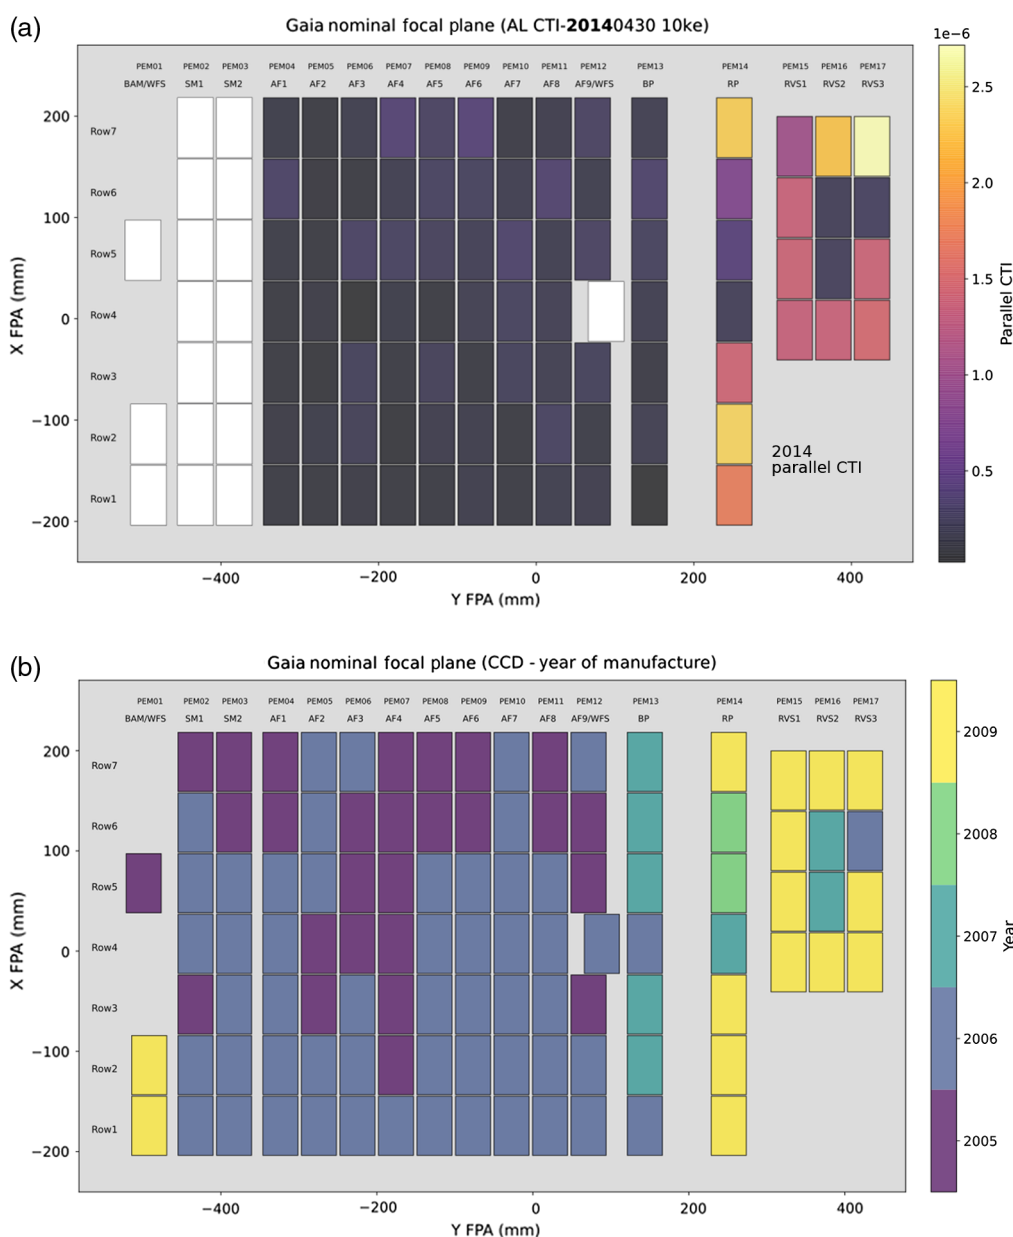 (a)
Gaia nominal focal plane (AL CTI-20140430 10ke)
1e−6
PEM01 PEM02 PEM03 PEM04 PEM05 PEM06 PEM07 PEM08 PEM09 PEM10 PEM11 PEM12 PEM13 PEM14 PEM15 PEM16 PEM17
BAM/WFS SM1 SM2 AF1 AF2 AF3 AF4 AF5 AF6 AF7 AF8 AF9/WFS BP RP RVS1 RVS2 RVS3
200
Row7
Row6
100
Row5
0
Row4
Row3
−100
Row2
Row1
−200
X FPA (mm)
2014
parallel CTI
−400 −200 0 200 400
Y FPA (mm)
2.5
2.0
1.5
1.0
0.5
Parallel CTI
(b)
Gaia nominal focal plane (CCD - year of manufacture)
PEM01 PEM02 PEM03 PEM04 PEM05 PEM06 PEM07 PEM08 PEM09 PEM10 PEM11 PEM12 PEM13 PEM14 PEM15 PEM16 PEM17
BAM/WFS SM1 SM2 AF1 AF2 AF3 AF4 AF5 AF6 AF7 AF8 AF9/WFS BP RP RVS1 RVS2 RVS3
200
Row7
Row6
100
Row5
0
Row4
Row3
−100
Row2
Row1
−200
X FPA (mm)
−400 −200 0 200 400
Y FPA (mm)
2009
2008
2007
2006
2005
Year